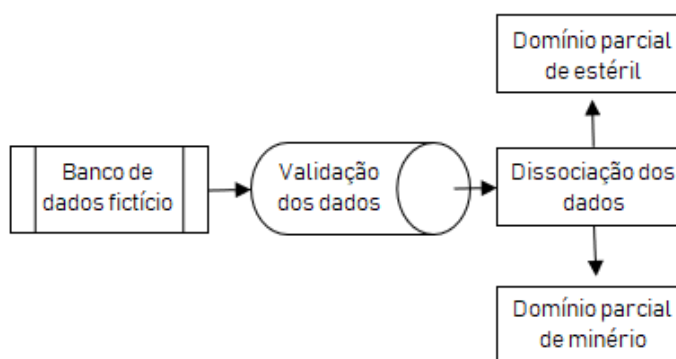 Banco de
dados fictício
Validação
dos dados
Dissociação dos
dados
Domínio parcial
de estéril
Domínio parcial
de minério